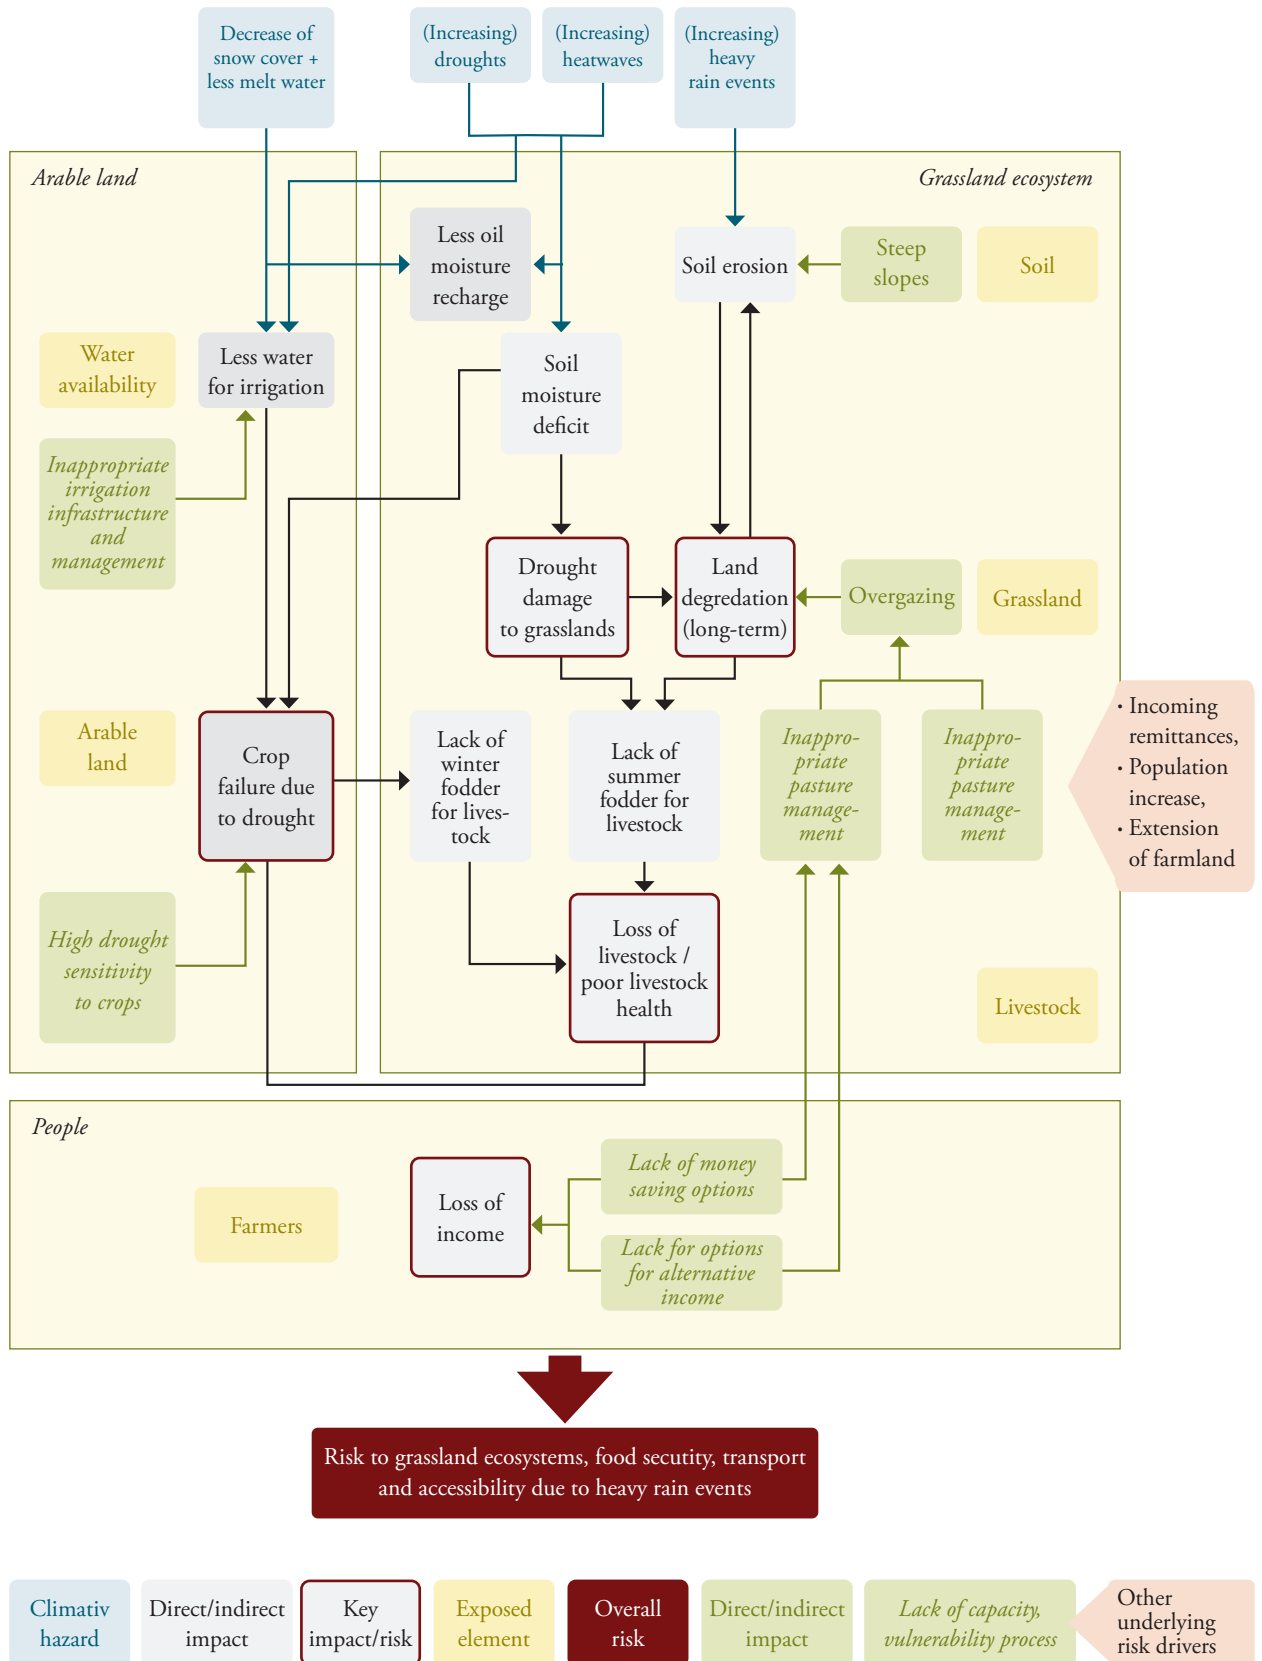 Decrease of
snow cover +
less melt water
(Increasing)
droughts
(Increasing)
heatwaves
(Increasing)
heavy
rain events
Arable land
Grassland ecosystem
Less oil
moisture
recharge
Soil erosion
Steep
slopes
Soil
Water
availability
Less water
for irrigation
Soil
moisture
deficit
Inappropriate
irrigation
infrastructure
and
management
Drought
damage
to grasslands
Land
degredation
(long-term)
Overgazing
Grassland
Arable
land
Crop
failure due
to drought
Lack of
winter
fodder
for lives-
tock
Lack of
summer
fodder for
livestock
Inappro-
priate
pasture
manage-
ment
Inappro-
priate
pasture
manage-
ment
· Incoming
remittances,
· Population
increase,
· Extension
of farmland
High drought
sensitivity
to crops
Loss of
livestock /
poor livestock
health
Livestock
People
Farmers
Loss of
income
Lack of money
saving options
Lack for options
for alternative
income
Risk to grassland ecosystems, food secutity, transport
and accessibility due to heavy rain events
Climativ
hazard
Direct/indirect
impact
Key
impact/risk
Exposed
element
Overall
risk
Direct/indirect
impact
Lack of capacity,
vulnerability process
Other
underlying
risk drivers